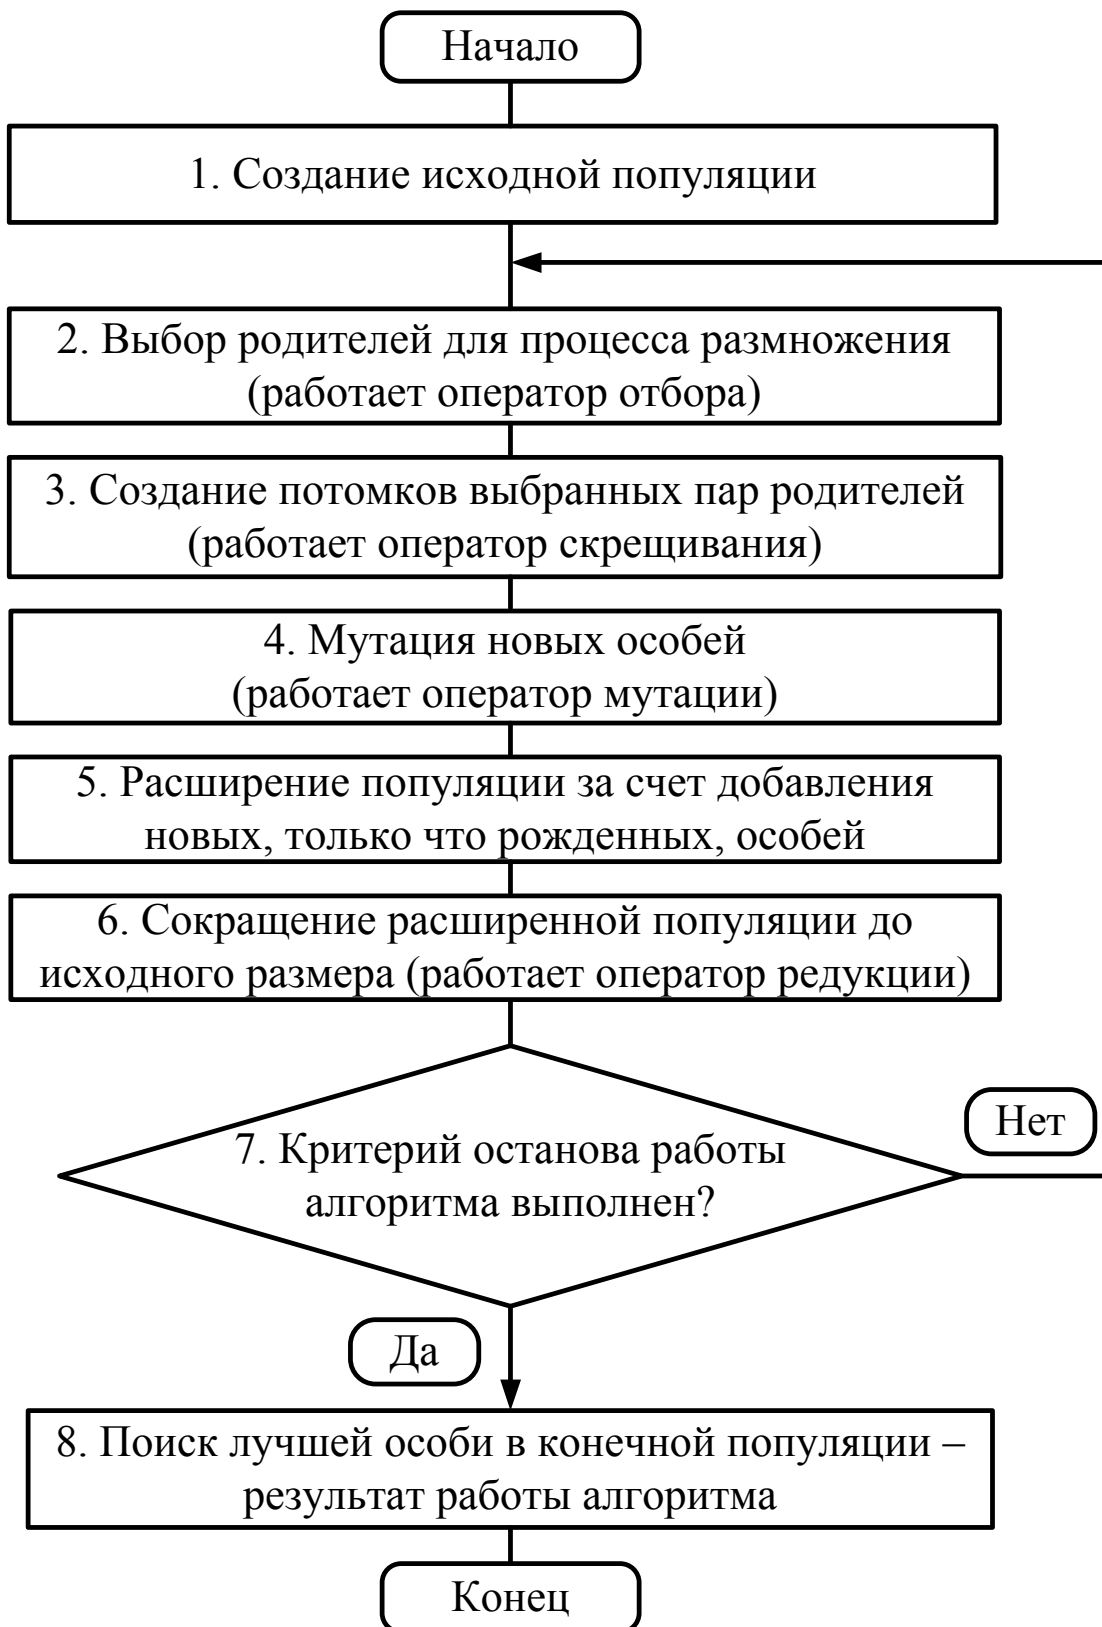 Начало
1. Создание исходной популяции
2. Выбор родителей для процесса размножения
(работает оператор отбора)
3. Создание потомков выбранных пар родителей
(работает оператор скрещивания)
4. Мутация новых особей
(работает оператор мутации)
5. Расширение популяции за счет добавления
новых, только что рожденных, особей
6. Сокращение расширенной популяции до
исходного размера (работает оператор редукции)
7. Критерий останова работы
алгоритма выполнен?
Нет
Да
8. Поиск лучшей особи в конечной популяции –
результат работы алгоритма
Конец